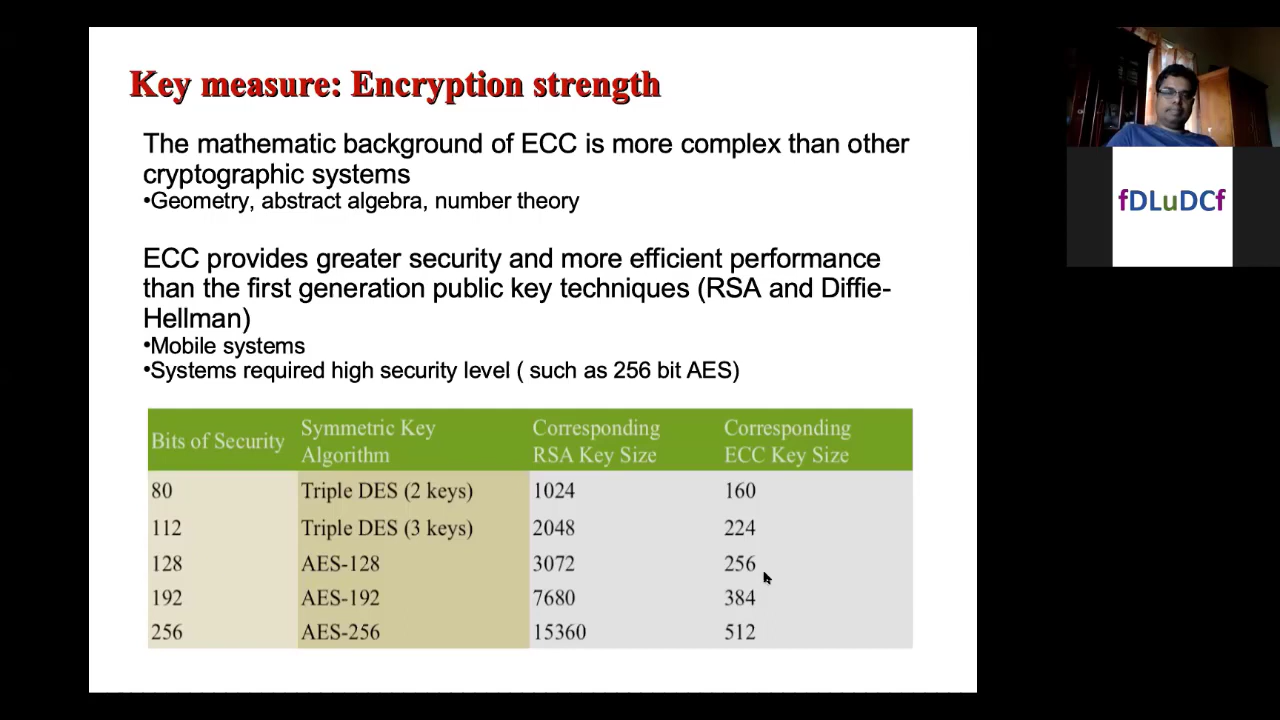 Key measure: Encryption strength
The mathematic background of ECC is more complex than other
cryptographic systems
•Geometry, abstract algebra, number theory
ECC provides greater security and more efficient performance
than the first generation public key techniques (RSA and Diffie-
Hellman)
•Mobile systems
•Systems required high security level ( such as 256 bit AES)
Bits of Security Symmetric Key Algorithm Corresponding RSA Key Size Corresponding ECC Key Size
80 Triple DES (2 keys) 1024 160
112 Triple DES (3 keys) 2048 224
128 AES-128 3072 256
192 AES-192 7680 384
256 AES-256 15360 512
fDLuDCf